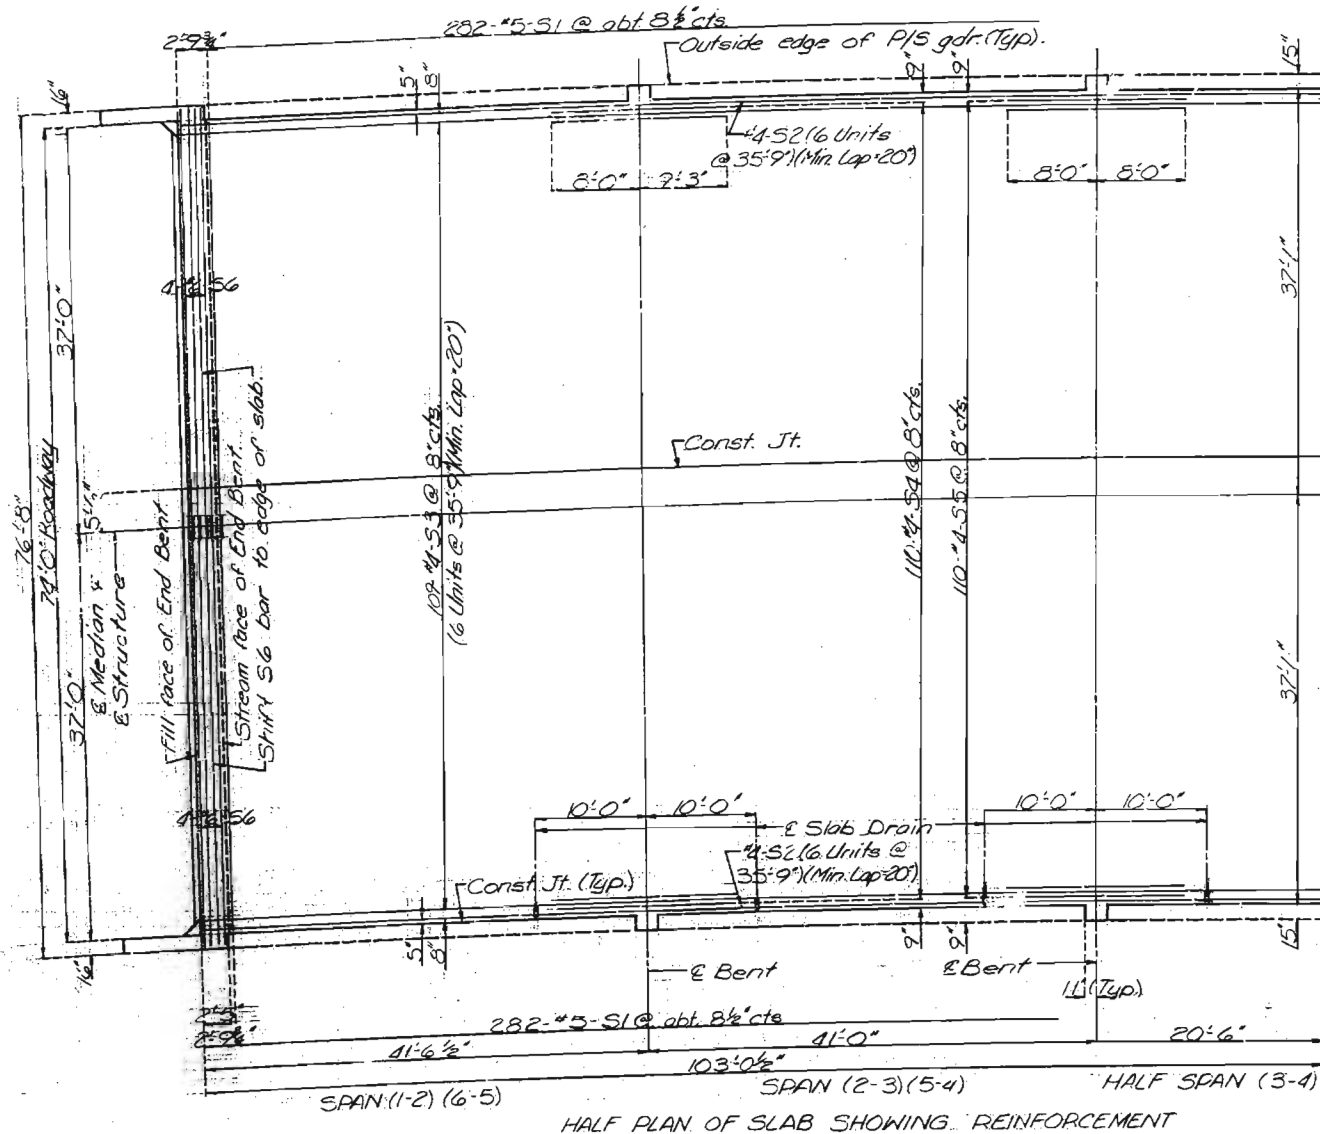 282-#5-S1 @ abt. 8½" cts.
2'-9¾"
Outside edge of P/S gdr. (Typ).
16"
5"
8"
9"
9"
15"
#4-S2 (6 Units
@ 35'-9") (Min. Lap=20")
8'-0"
9'-3"
8'-0"
8'-0"
4-#6-S6
37'-0"
37'-1"
109-#4-S3 @ 8" cts.
(6 Units @ 35'-9") (Min. Lap=20")
110-#4-S4 @ 8" cts.
110-#4-S5 @ 8" cts.
Const. Jt.
76'-8"
74'-0" Roadway
℄ Median &
℄ Structure
Fill face of End Bent.
Stream face of End Bent.
Shift S6 bar to edge of slab.
37'-0"
37'-1"
4-#6-S6
10'-0"
10'-0"
10'-0"
10'-0"
℄ Slab Drain
#4-S2 (6 Units @
35'-9") (Min. Lap=20")
Const. Jt. (Typ.)
16"
5"
8"
9"
9"
15"
℄ Bent
℄ Bent
11" (Typ.)
282-#5-S1 @ abt. 8½" cts
41'-6½"
41'-0"
20'-6"
103'-0½"
SPAN (1-2) (6-5)
SPAN (2-3) (5-4)
HALF SPAN (3-4)
HALF PLAN OF SLAB SHOWING REINFORCEMENT